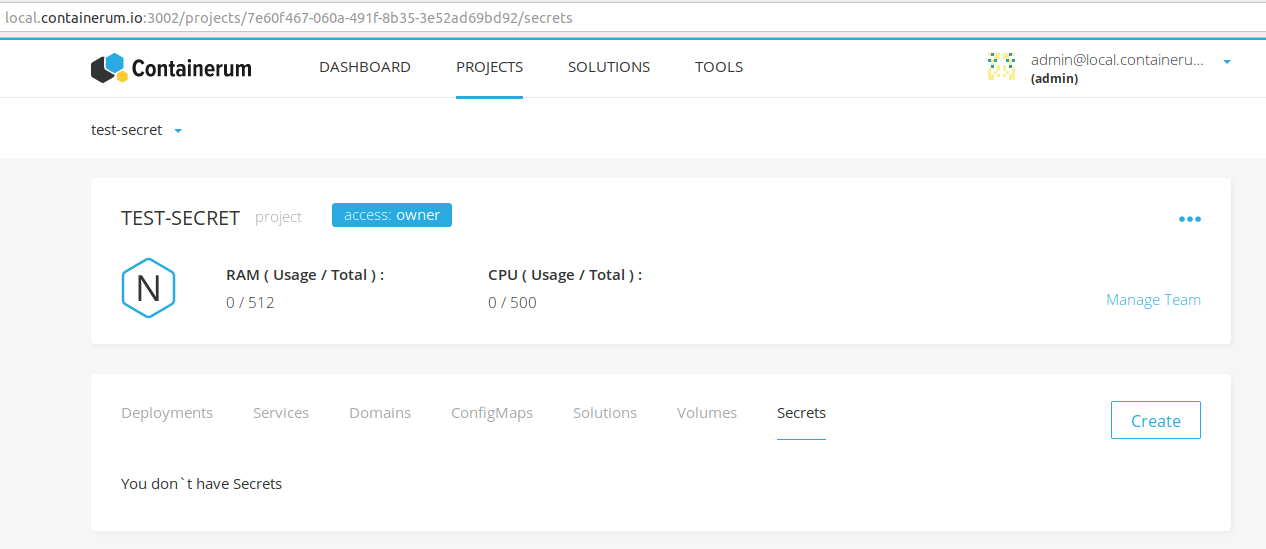 local.containerum.io:3002/projects/7e60f467-060a-491f-8b35-3e52ad69bd92/secrets
Containerum DASHBOARD PROJECTS SOLUTIONS TOOLS admin@local.containeru...
(admin)
test-secret
TEST-SECRET project access: owner
N RAM ( Usage / Total ) : CPU ( Usage / Total ) :
0 / 512 0 / 500
Manage Team
Deployments Services Domains ConfigMaps Solutions Volumes Secrets Create
You don`t have Secrets